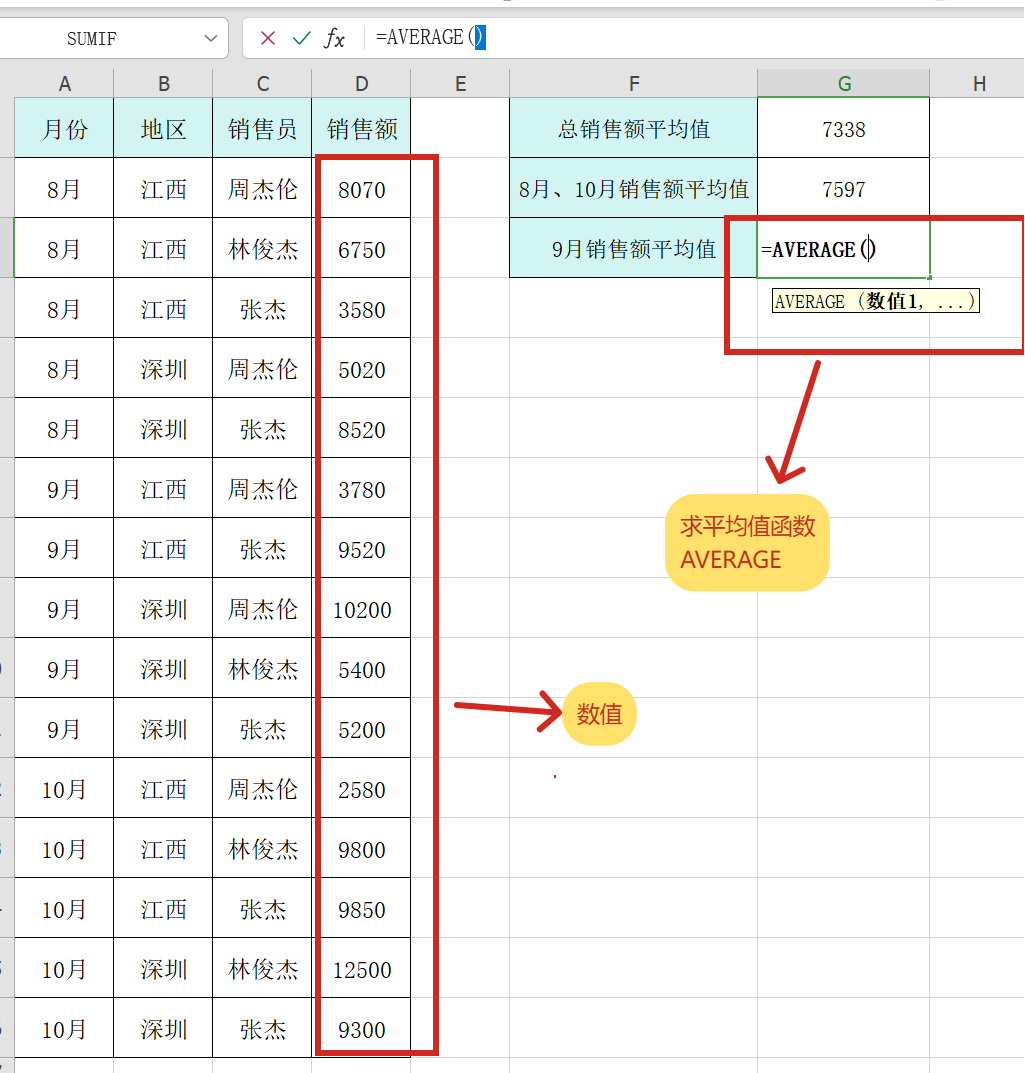 SUMIF fx =AVERAGE()
A B C D E F G H
月份 地区 销售员 销售额 总销售额平均值 7338
8月 江西 周杰伦 8070 8月、10月销售额平均值 7597
8月 江西 林俊杰 6750 9月销售额平均值 =AVERAGE()
AVERAGE（数值1, ...）
8月 江西 张杰 3580
8月 深圳 周杰伦 5020
8月 深圳 张杰 8520
9月 江西 周杰伦 3780
求平均值函数
AVERAGE
9月 江西 张杰 9520
9月 深圳 周杰伦 10200
9月 深圳 林俊杰 5400
数值
9月 深圳 张杰 5200
10月 江西 周杰伦 2580
10月 江西 林俊杰 9800
10月 江西 张杰 9850
10月 深圳 林俊杰 12500
10月 深圳 张杰 9300